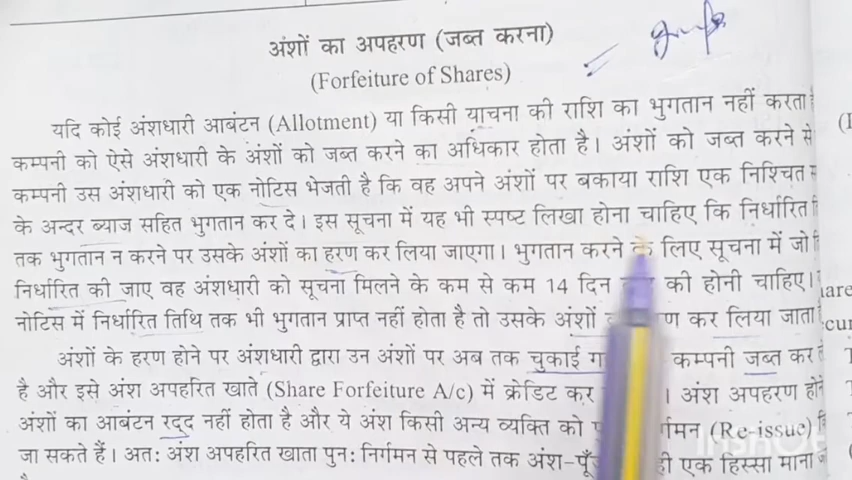 अंशों का अपहरण (जब्त करना)
(Forfeiture of Shares)
यदि कोई अंशधारी आबंटन (Allotment) या किसी याचना की राशि का भुगतान नहीं करता
कम्पनी को ऐसे अंशधारी के अंशों को जब्त करने का अधिकार होता है। अंशों को जब्त करने से
कम्पनी उस अंशधारी को एक नोटिस भेजती है कि वह अपने अंशों पर बकाया राशि एक निश्चित
के अन्दर ब्याज सहित भुगतान कर दे। इस सूचना में यह भी स्पष्ट लिखा होना चाहिए कि निर्धारित
तक भुगतान न करने पर उसके अंशों का हरण कर लिया जाएगा। भुगतान करने के लिए सूचना में जो
निर्धारित की जाए वह अंशधारी को सूचना मिलने के कम से कम 14 दिन की होनी चाहिए।
नोटिस में निर्धारित तिथि तक भी भुगतान प्राप्त नहीं होता है तो उसके अंशों कर लिया जाता
अंशों के हरण होने पर अंशधारी द्वारा उन अंशों पर अब तक चुकाई कम्पनी जब्त कर
है और इसे अंश अपहरित खाते (Share Forfeiture A/c) में क्रेडिट कर अंश अपहरण होने
अंशों का आबंटन रद्द नहीं होता है और ये अंश किसी अन्य व्यक्ति को (Re-issue)
जा सकते हैं। अतः अंश अपहरित खाता पुनः निर्गमन से पहले तक अंश-पूँ ही एक हिस्सा माना
INSHOT